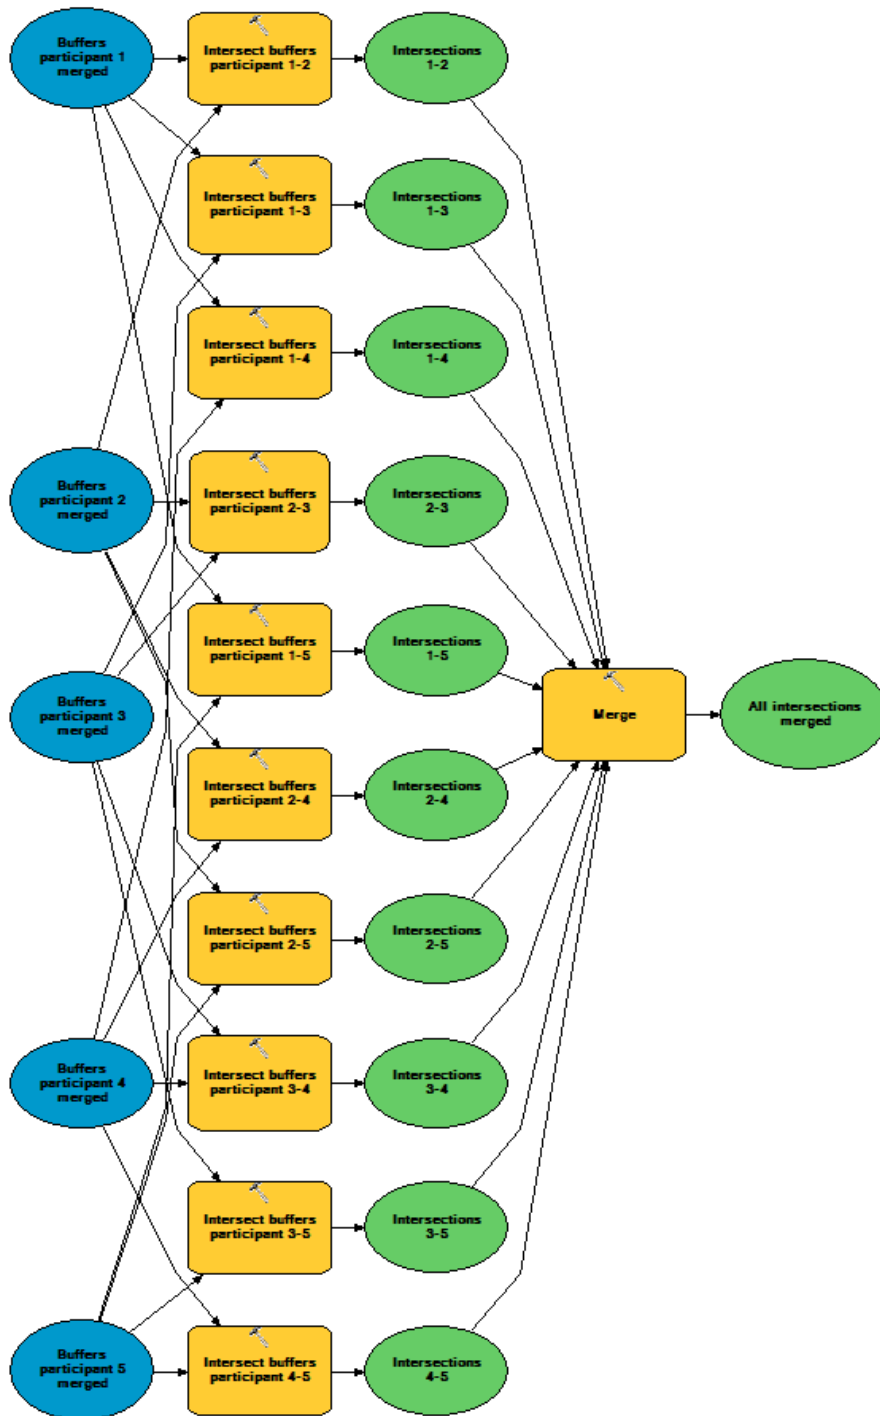 Buffers
participant 1
merged
Intersect buffers
participant 1-2
Intersections
1-2
Intersect buffers
participant 1-3
Intersections
1-3
Intersect buffers
participant 1-4
Intersections
1-4
Buffers
participant 2
merged
Intersect buffers
participant 2-3
Intersections
2-3
Intersect buffers
participant 1-5
Intersections
1-5
Buffers
participant 3
merged
Merge
All intersections
merged
Intersect buffers
participant 2-4
Intersections
2-4
Intersect buffers
participant 2-5
Intersections
2-5
Buffers
participant 4
merged
Intersect buffers
participant 3-4
Intersections
3-4
Intersect buffers
participant 3-5
Intersections
3-5
Buffers
participant 5
merged
Intersect buffers
participant 4-5
Intersections
4-5